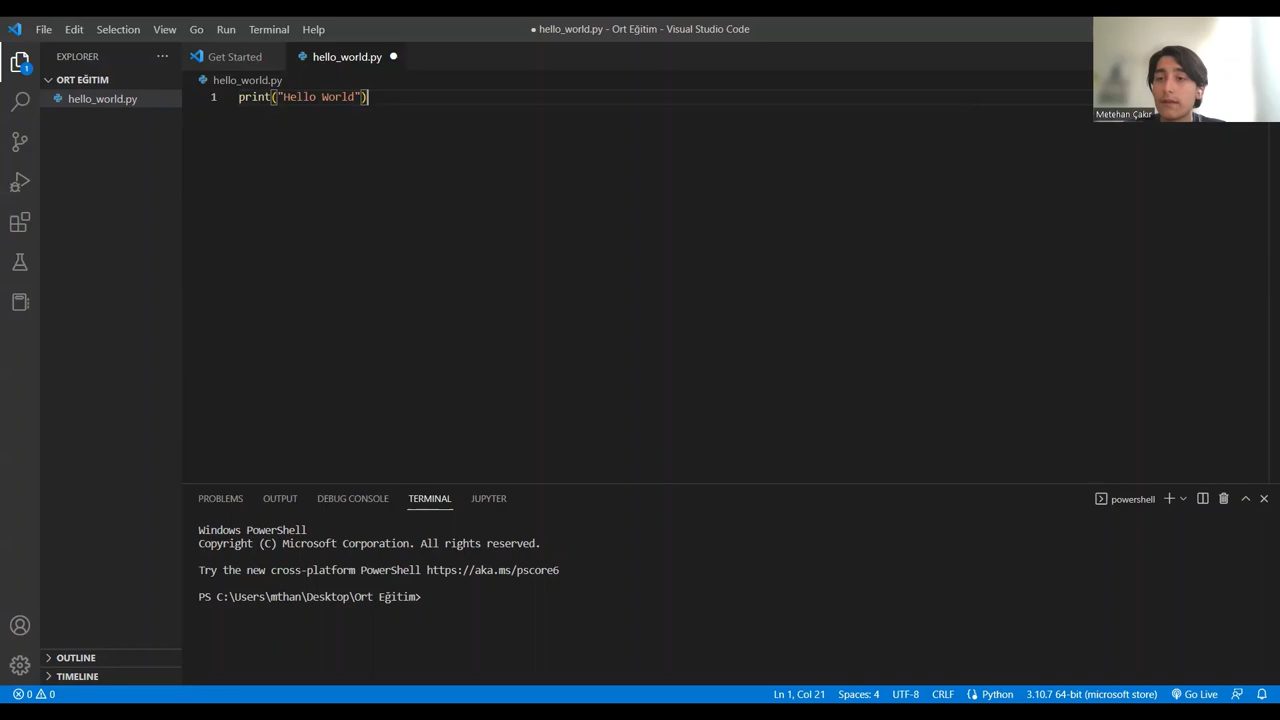 File Edit Selection View Go Run Terminal Help
● hello_world.py - Ort Eğitim - Visual Studio Code
EXPLORER
Get Started
hello_world.py
ORT EĞİTİM
hello_world.py
hello_world.py
1 print("Hello World")
Metehan Çakır
PROBLEMS OUTPUT DEBUG CONSOLE TERMINAL JUPYTER
powershell
Windows PowerShell
Copyright (C) Microsoft Corporation. All rights reserved.
Try the new cross-platform PowerShell https://aka.ms/pscore6
PS C:\Users\mthan\Desktop\Ort Eğitim>
1
OUTLINE
TIMELINE
0 0
Ln 1, Col 21 Spaces: 4 UTF-8 CRLF Python 3.10.7 64-bit (microsoft store) Go Live